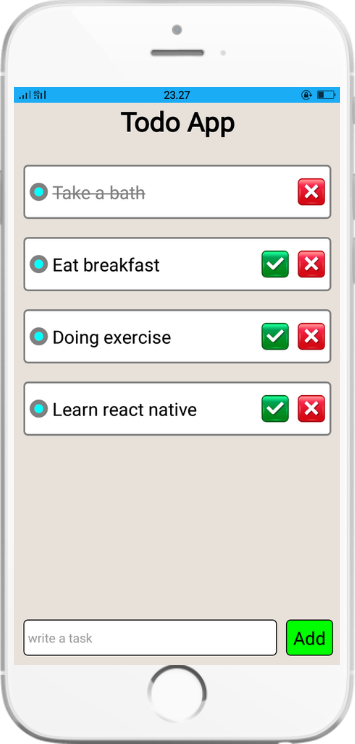 23.27
Todo App
Take a bath
Eat breakfast
Doing exercise
Learn react native
write a task
Add